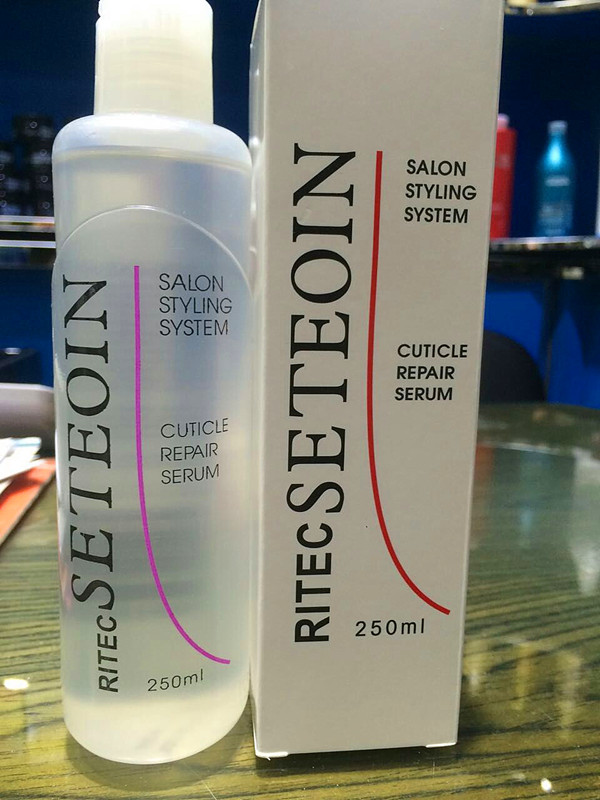 RITEC SETEOIN
SALON
STYLING
SYSTEM
CUTICLE
REPAIR
SERUM
250ml
RITEC SETEOIN
SALON
STYLING
SYSTEM
CUTICLE
REPAIR
SERUM
250ml